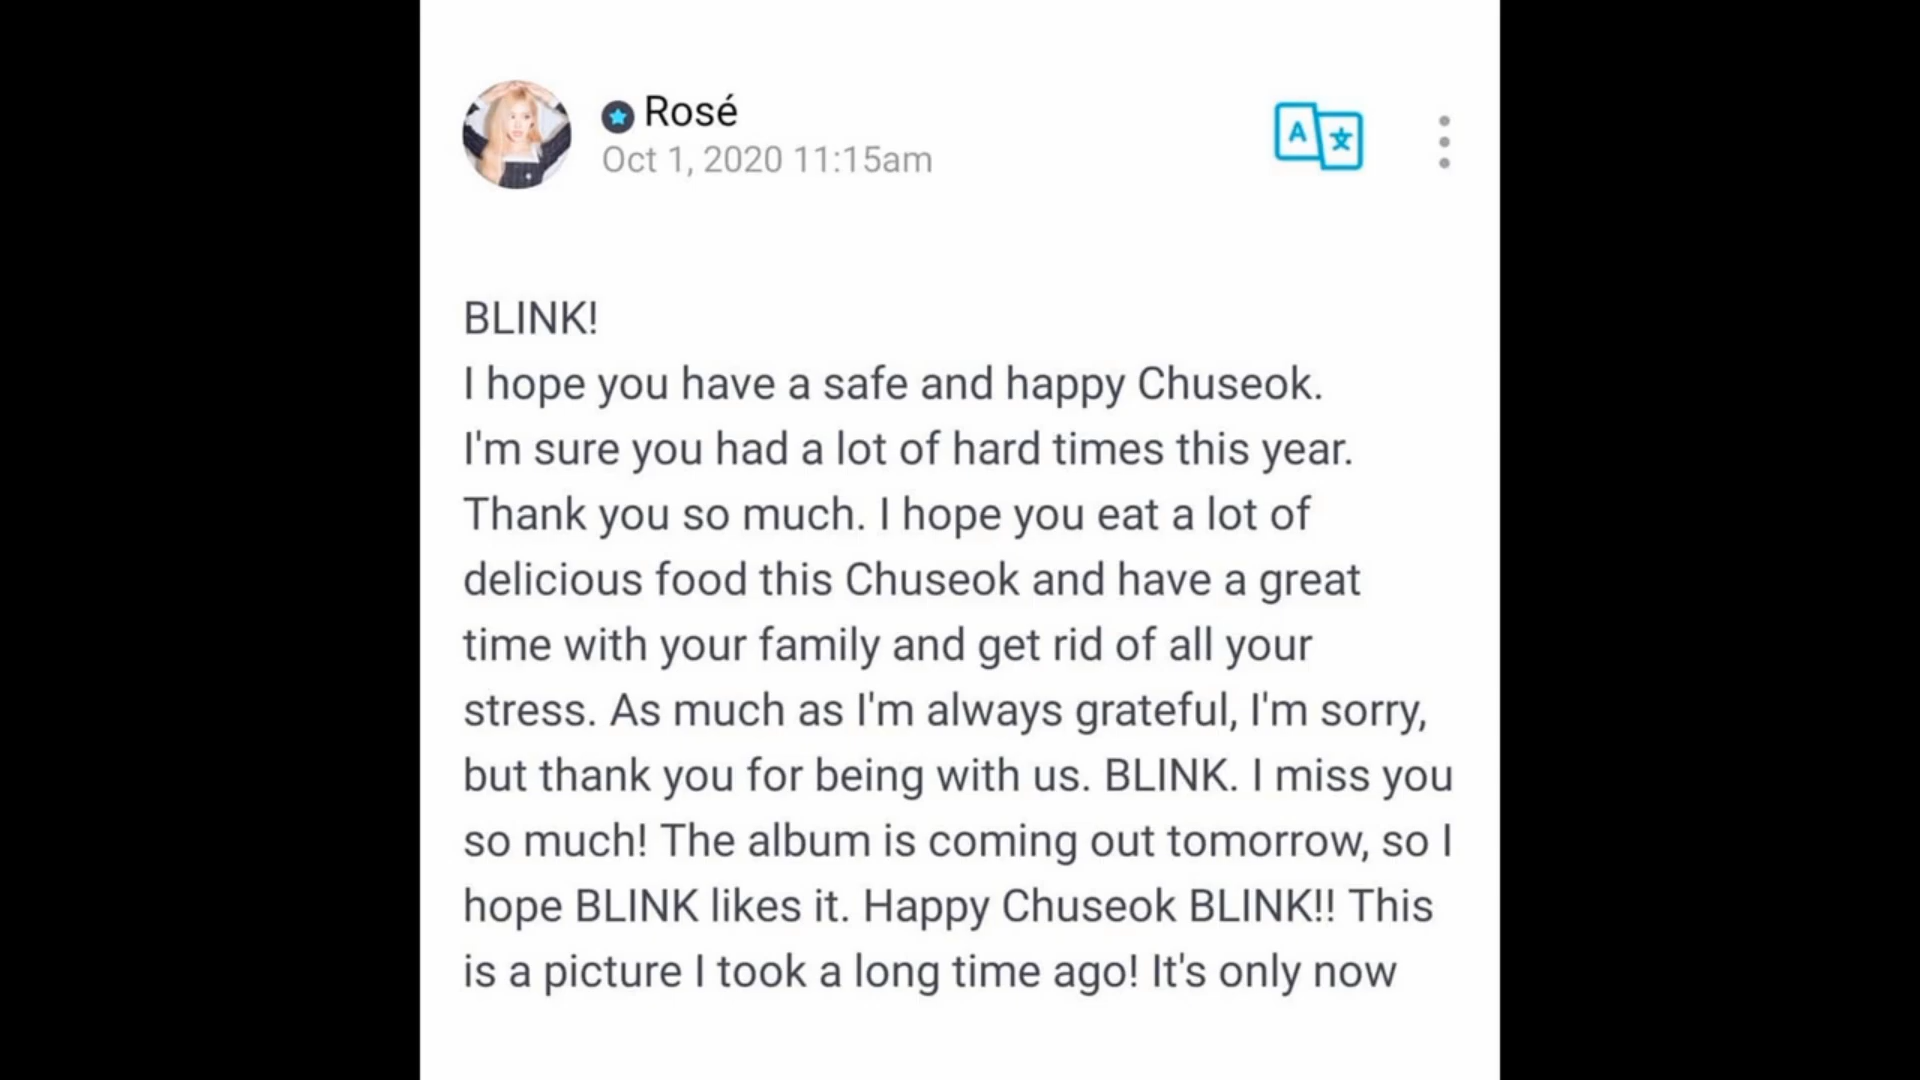 Rosé
Oct 1, 2020 11:15am
A 文
BLINK!
I hope you have a safe and happy Chuseok.
I'm sure you had a lot of hard times this year.
Thank you so much. I hope you eat a lot of
delicious food this Chuseok and have a great
time with your family and get rid of all your
stress. As much as I'm always grateful, I'm sorry,
but thank you for being with us. BLINK. I miss you
so much! The album is coming out tomorrow, so I
hope BLINK likes it. Happy Chuseok BLINK!! This
is a picture I took a long time ago! It's only now